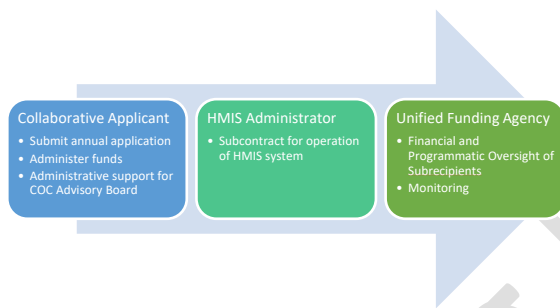 Collaborative Applicant
• Submit annual application
• Administer funds
• Administrative support for
COC Advisory Board
HMIS Administrator
• Subcontract for operation
of HMIS system
Unified Funding Agency
• Financial and
Programmatic Oversight of
Subrecipients
• Monitoring